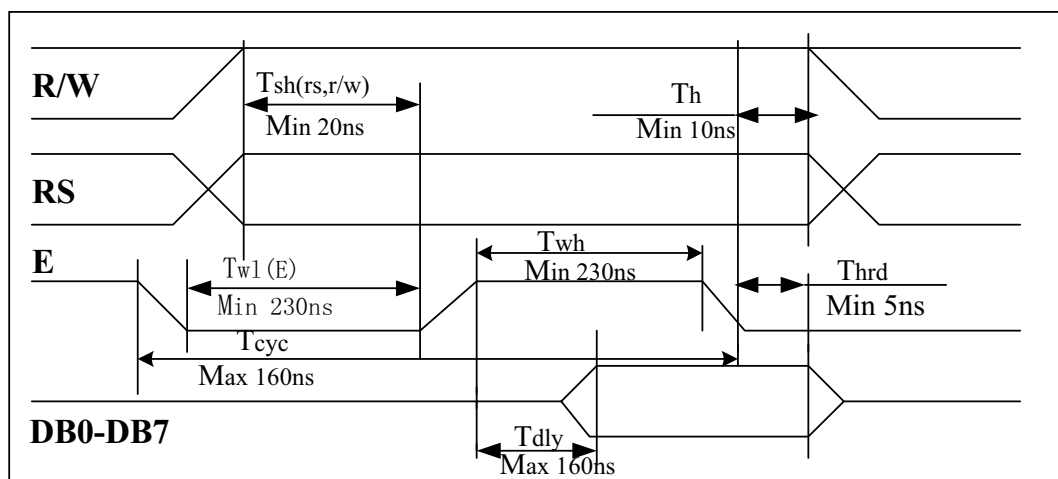 R/W
Tsh(rs,r/w)
Min 20ns
Th
Min 10ns
RS
E
Tw1(E)
Min 230ns
Twh
Min 230ns
Thrd
Min 5ns
Tcyc
Max 160ns
DB0-DB7
Tdly
Max 160ns